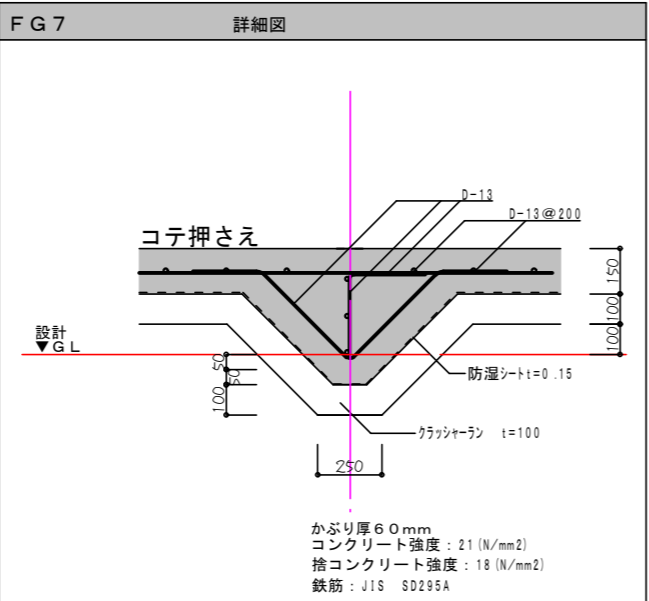 FG7 詳細図
D-13
D-13@200
コテ押さえ
150
100
100
設計
▼GL
50
50
100
防湿シートt=0.15
クラッシャーラン t=100
250
かぶり厚60mm
コンクリート強度：21(N/mm2)
捨コンクリート強度：18(N/mm2)
鉄筋：JIS SD295A